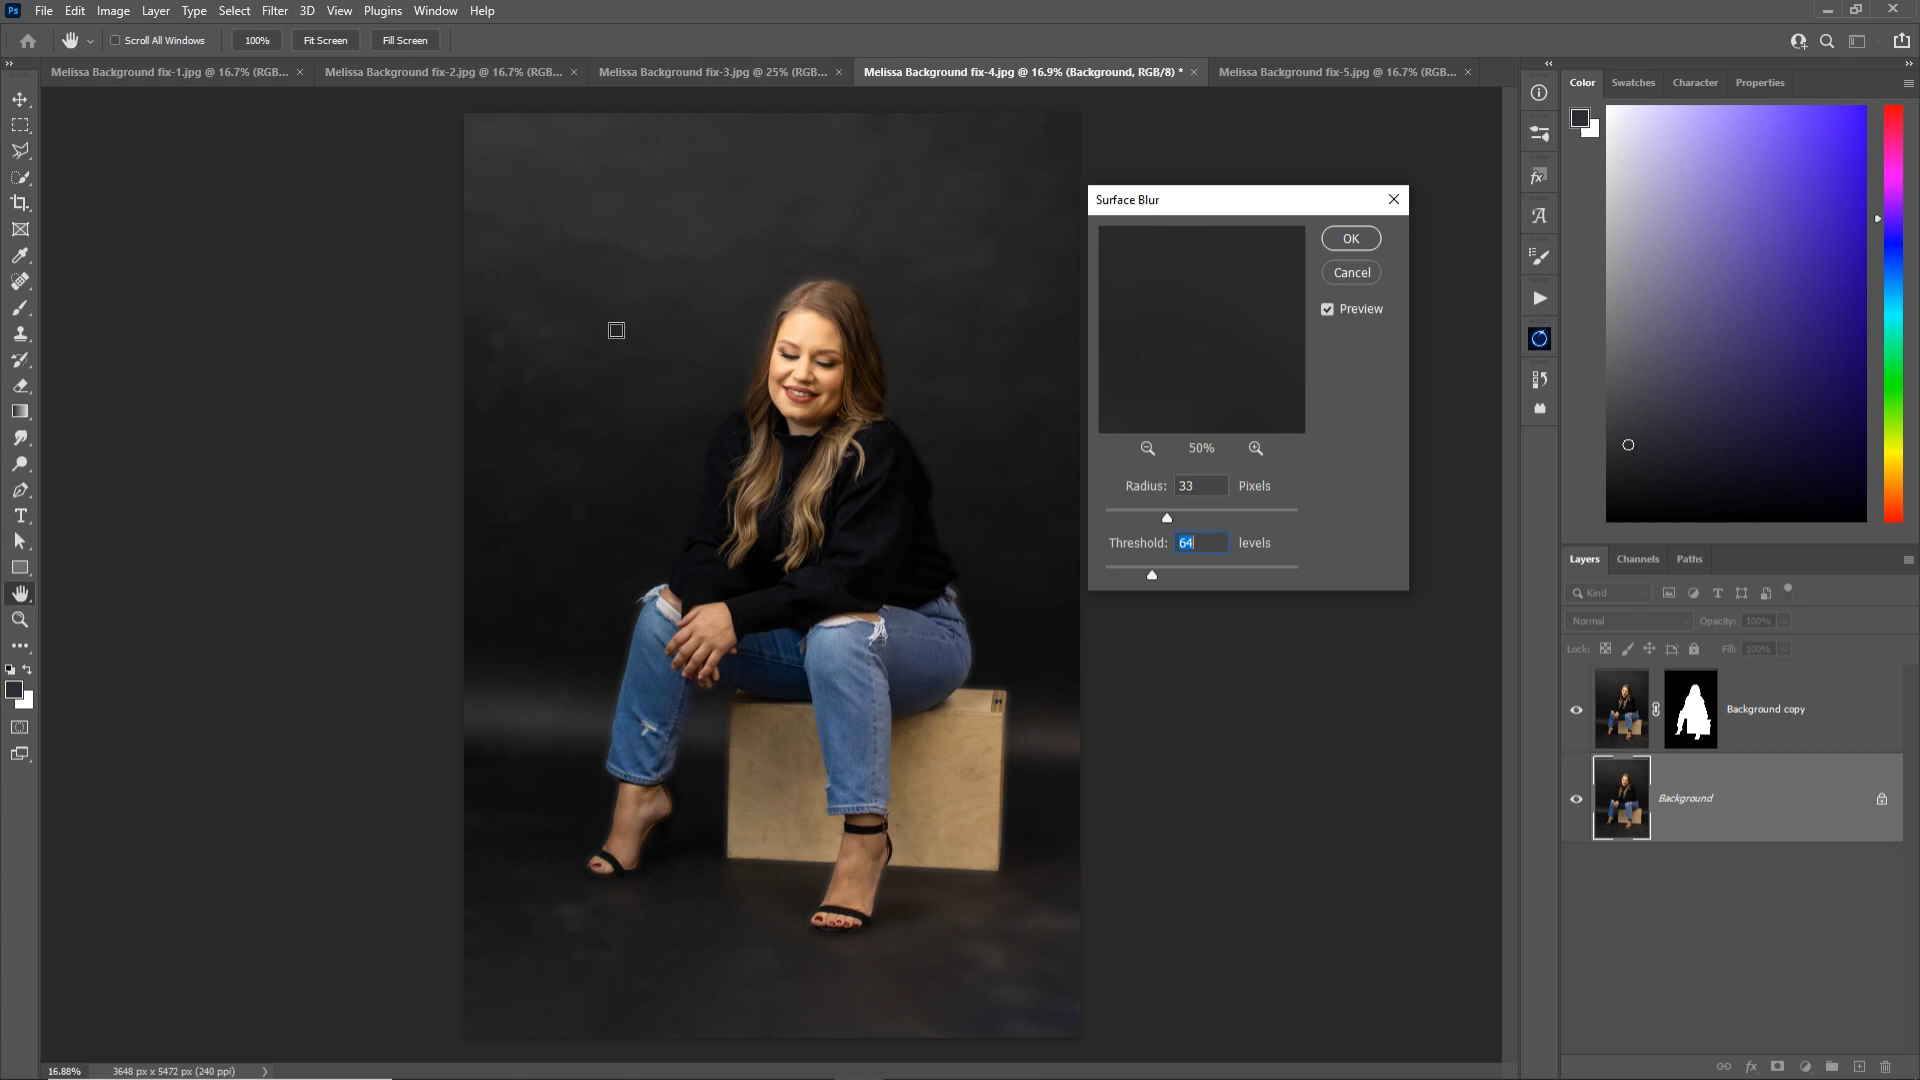 Ps File Edit Image Layer Type Select Filter 3D View Plugins Window Help
Scroll All Windows 100% Fit Screen Fill Screen
Melissa Background fix-1.jpg @ 16.7% (RGB... × Melissa Background fix-2.jpg @ 16.7% (RGB... × Melissa Background fix-3.jpg @ 25% (RGB... × Melissa Background fix-4.jpg @ 16.9% (Background, RGB/8) * × Melissa Background fix-5.jpg @ 16.7% (RGB... ×
Color Swatches Character Properties
Surface Blur
OK
Cancel
Preview
50%
Radius: 33 Pixels
Threshold: 64 levels
Layers Channels Paths
Kind
Normal Opacity: 100%
Lock: Fill: 100%
Background copy
Background
16.88% 3648 px x 5472 px (240 ppi)